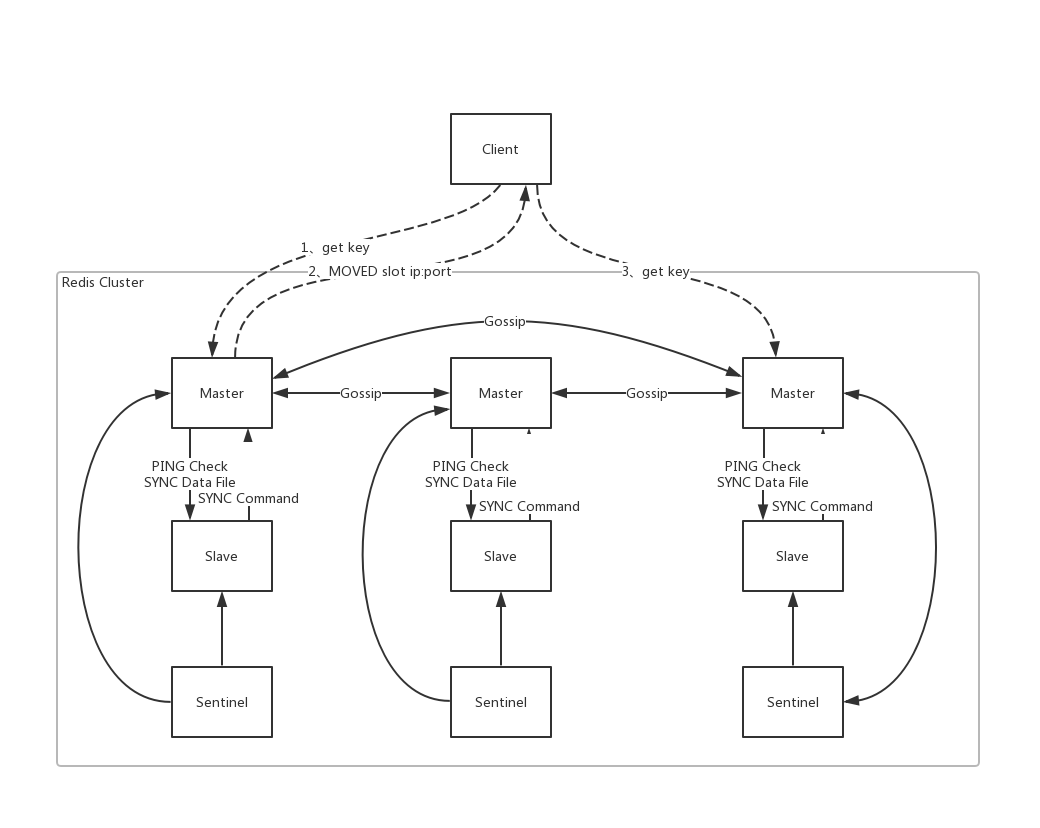 Client
1、get key
2、MOVED slot ip:port
3、get key
Redis Cluster
Gossip
Master
Gossip
Master
Gossip
Master
PING Check
SYNC Data File
SYNC Command
PING Check
SYNC Data File
SYNC Command
PING Check
SYNC Data File
SYNC Command
Slave
Slave
Slave
Sentinel
Sentinel
Sentinel